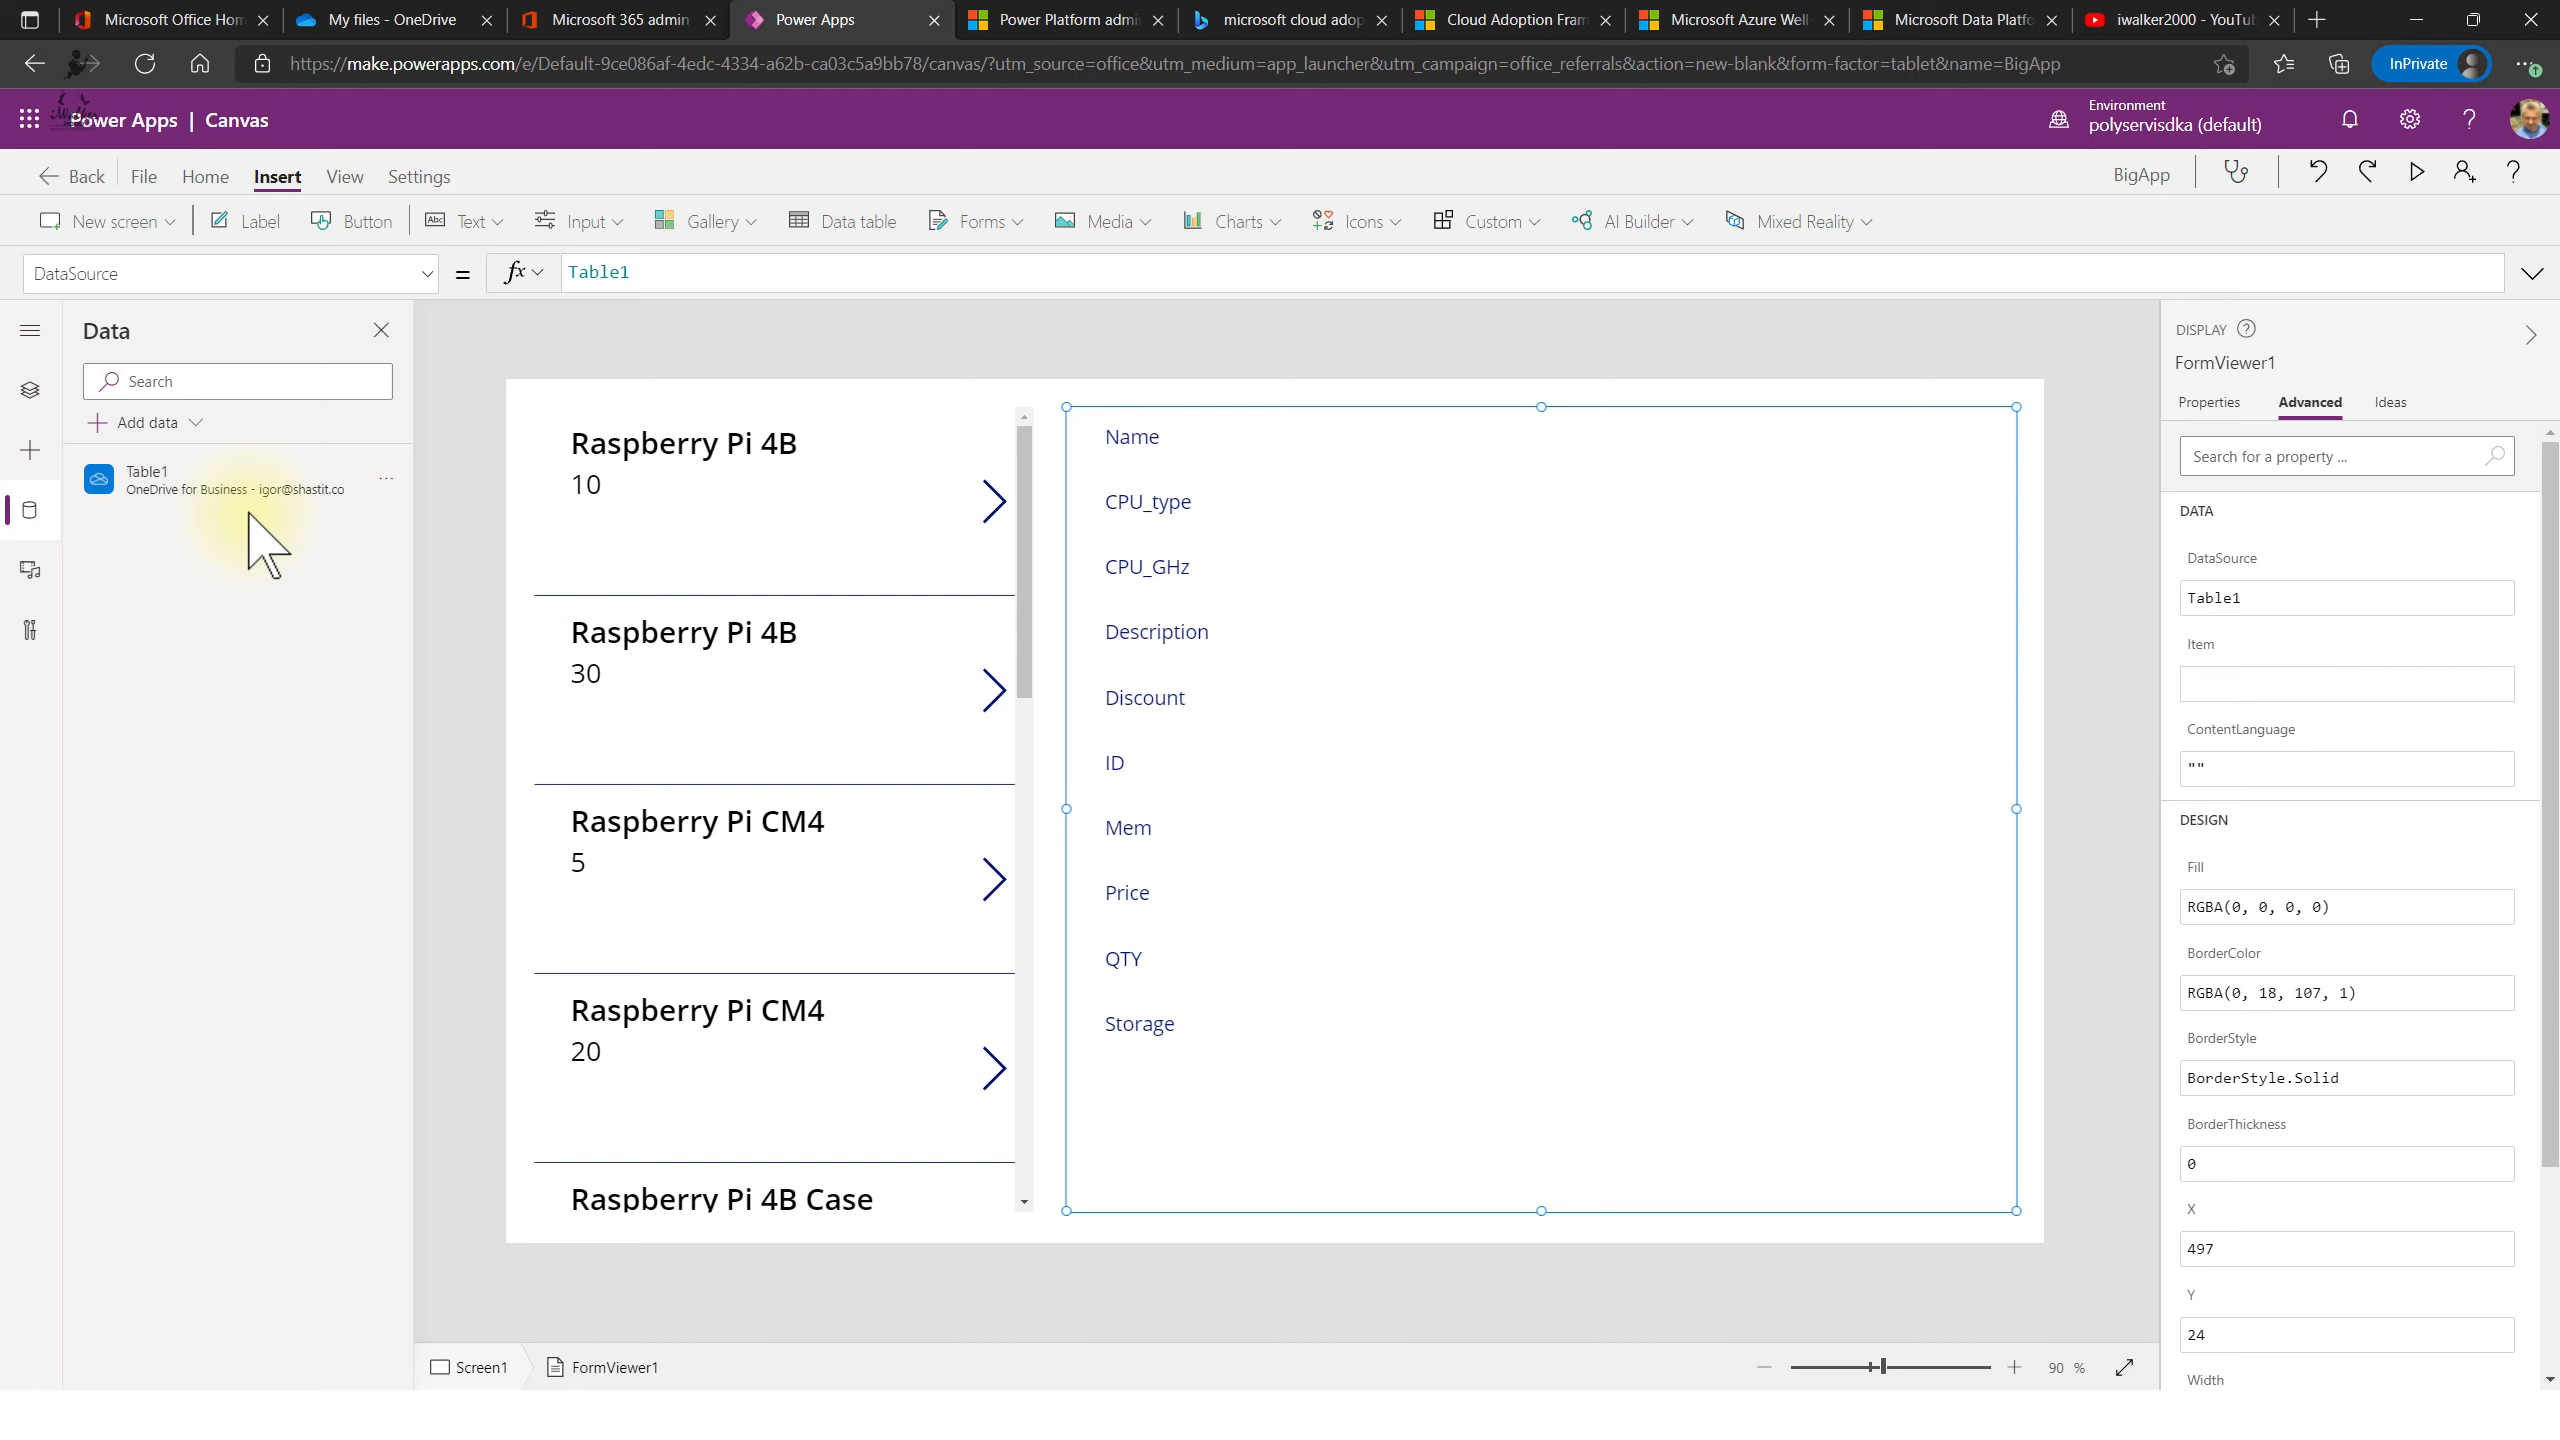 Microsoft Office Hom
My files - OneDrive
Microsoft 365 admin
Power Apps
Power Platform admi
microsoft cloud adop
Cloud Adoption Fram
Microsoft Azure Well-
Microsoft Data Platfo
iwalker2000 - YouTub
https://make.powerapps.com/e/Default-9ce086af-4edc-4334-a62b-ca03c5a9bb78/canvas/?utm_source=office&utm_medium=app_launcher&utm_campaign=office_referrals&action=new-blank&form-factor=tablet&name=BigApp
InPrivate
Power Apps | Canvas
Environment
polyservisdka (default)
Back
File
Home
Insert
View
Settings
BigApp
New screen
Label
Button
Abc
Text
Input
Gallery
Data table
Forms
Media
Charts
Icons
Custom
AI Builder
Mixed Reality
DataSource
=
fx
Table1
Data
Search
Add data
Table1
OneDrive for Business - igor@shastit.co
Raspberry Pi 4B
10
Raspberry Pi 4B
30
Raspberry Pi CM4
5
Raspberry Pi CM4
20
Raspberry Pi 4B Case
Name
CPU_type
CPU_GHz
Description
Discount
ID
Mem
Price
QTY
Storage
DISPLAY
FormViewer1
Properties
Advanced
Ideas
Search for a property ...
DATA
DataSource
Table1
Item
ContentLanguage
""
DESIGN
Fill
RGBA(0, 0, 0, 0)
BorderColor
RGBA(0, 18, 107, 1)
BorderStyle
BorderStyle.Solid
BorderThickness
0
X
497
Y
24
Width
Screen1
FormViewer1
90 %